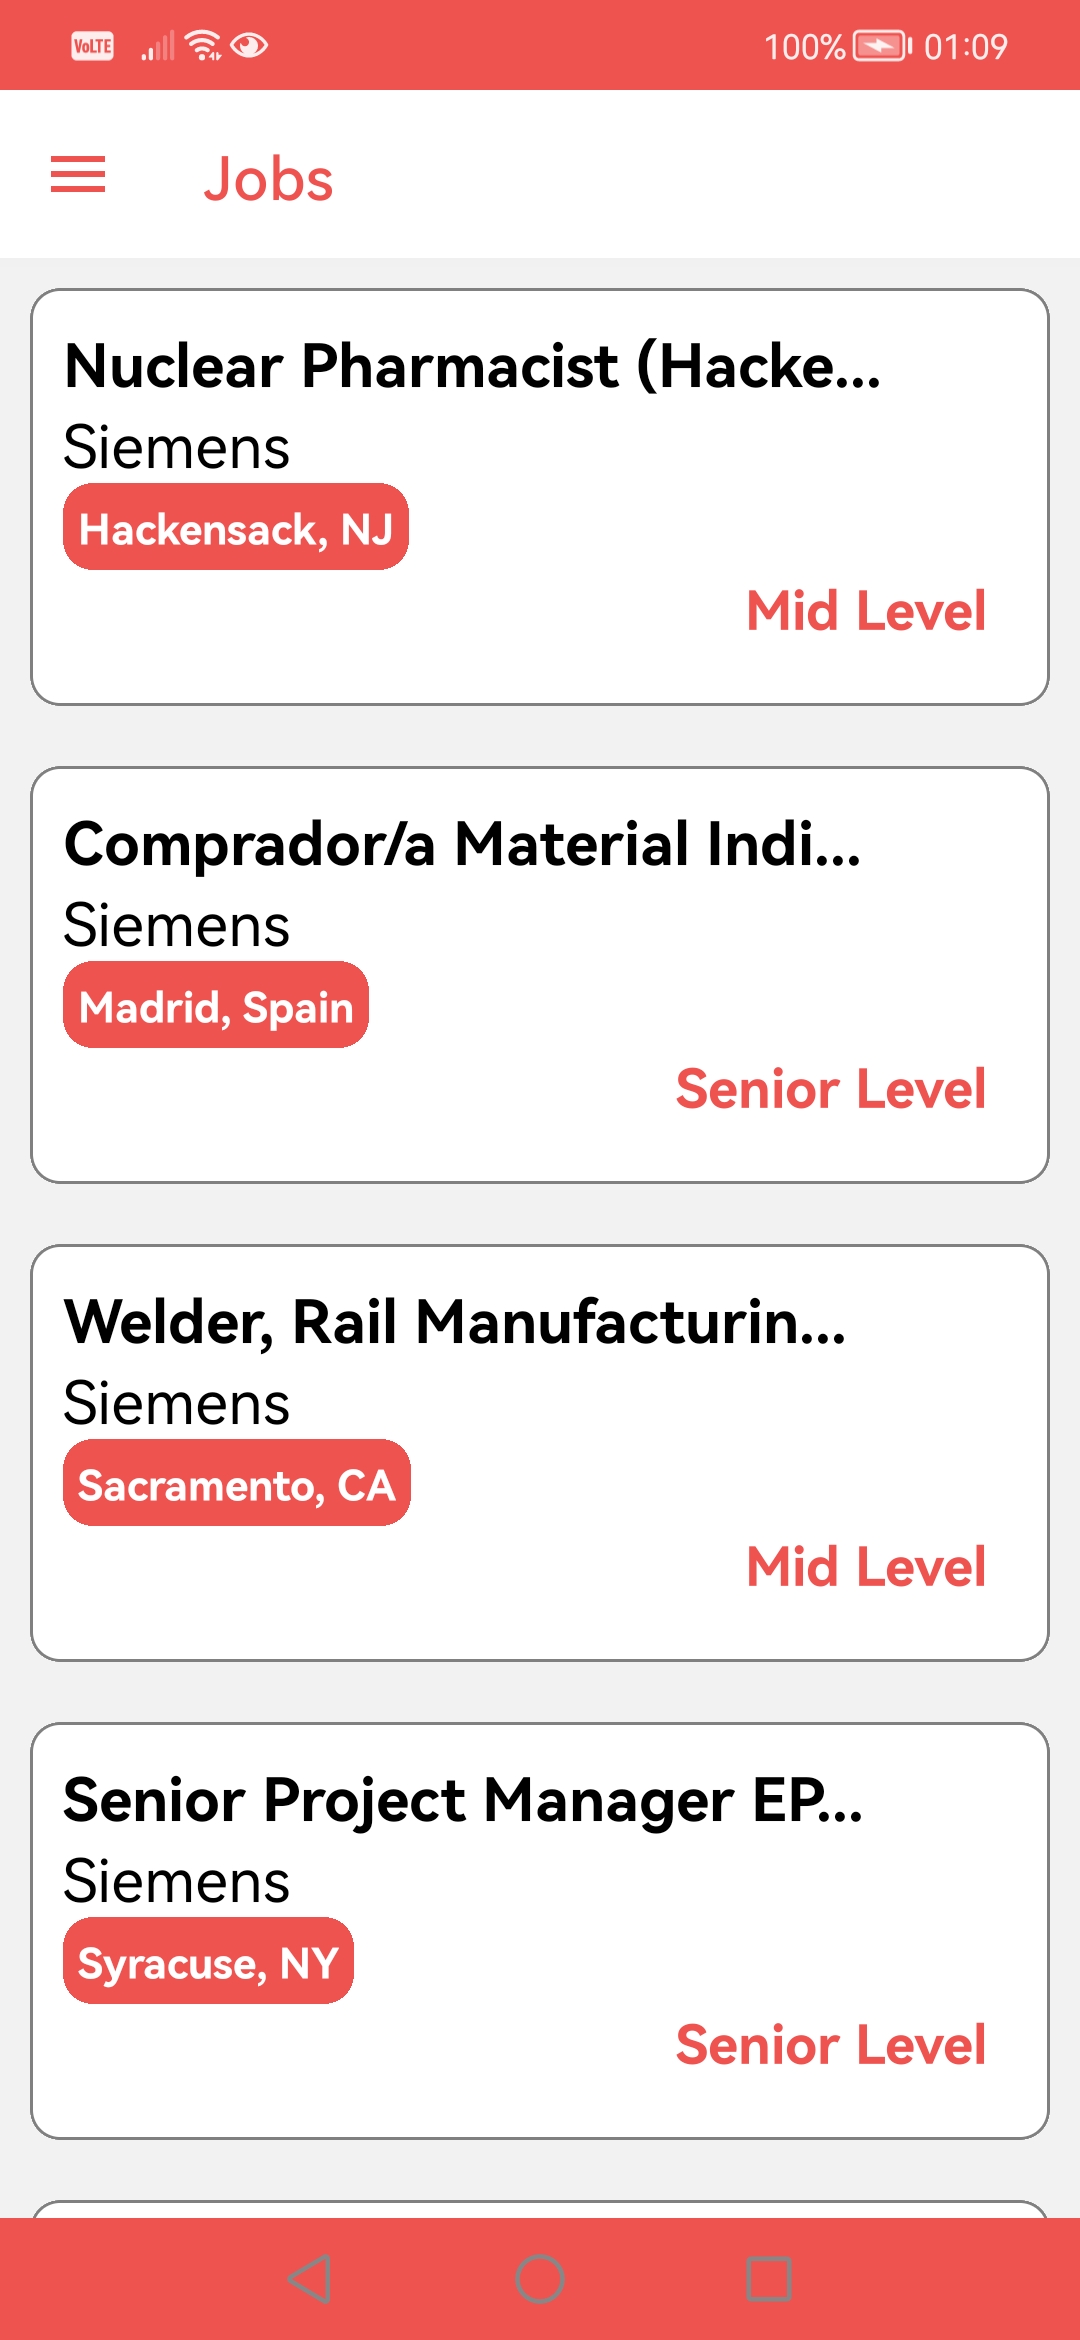 VoLTE 100% 01:09
Jobs
Nuclear Pharmacist (Hacke...
Siemens
Hackensack, NJ
Mid Level
Comprador/a Material Indi...
Siemens
Madrid, Spain
Senior Level
Welder, Rail Manufacturin...
Siemens
Sacramento, CA
Mid Level
Senior Project Manager EP...
Siemens
Syracuse, NY
Senior Level